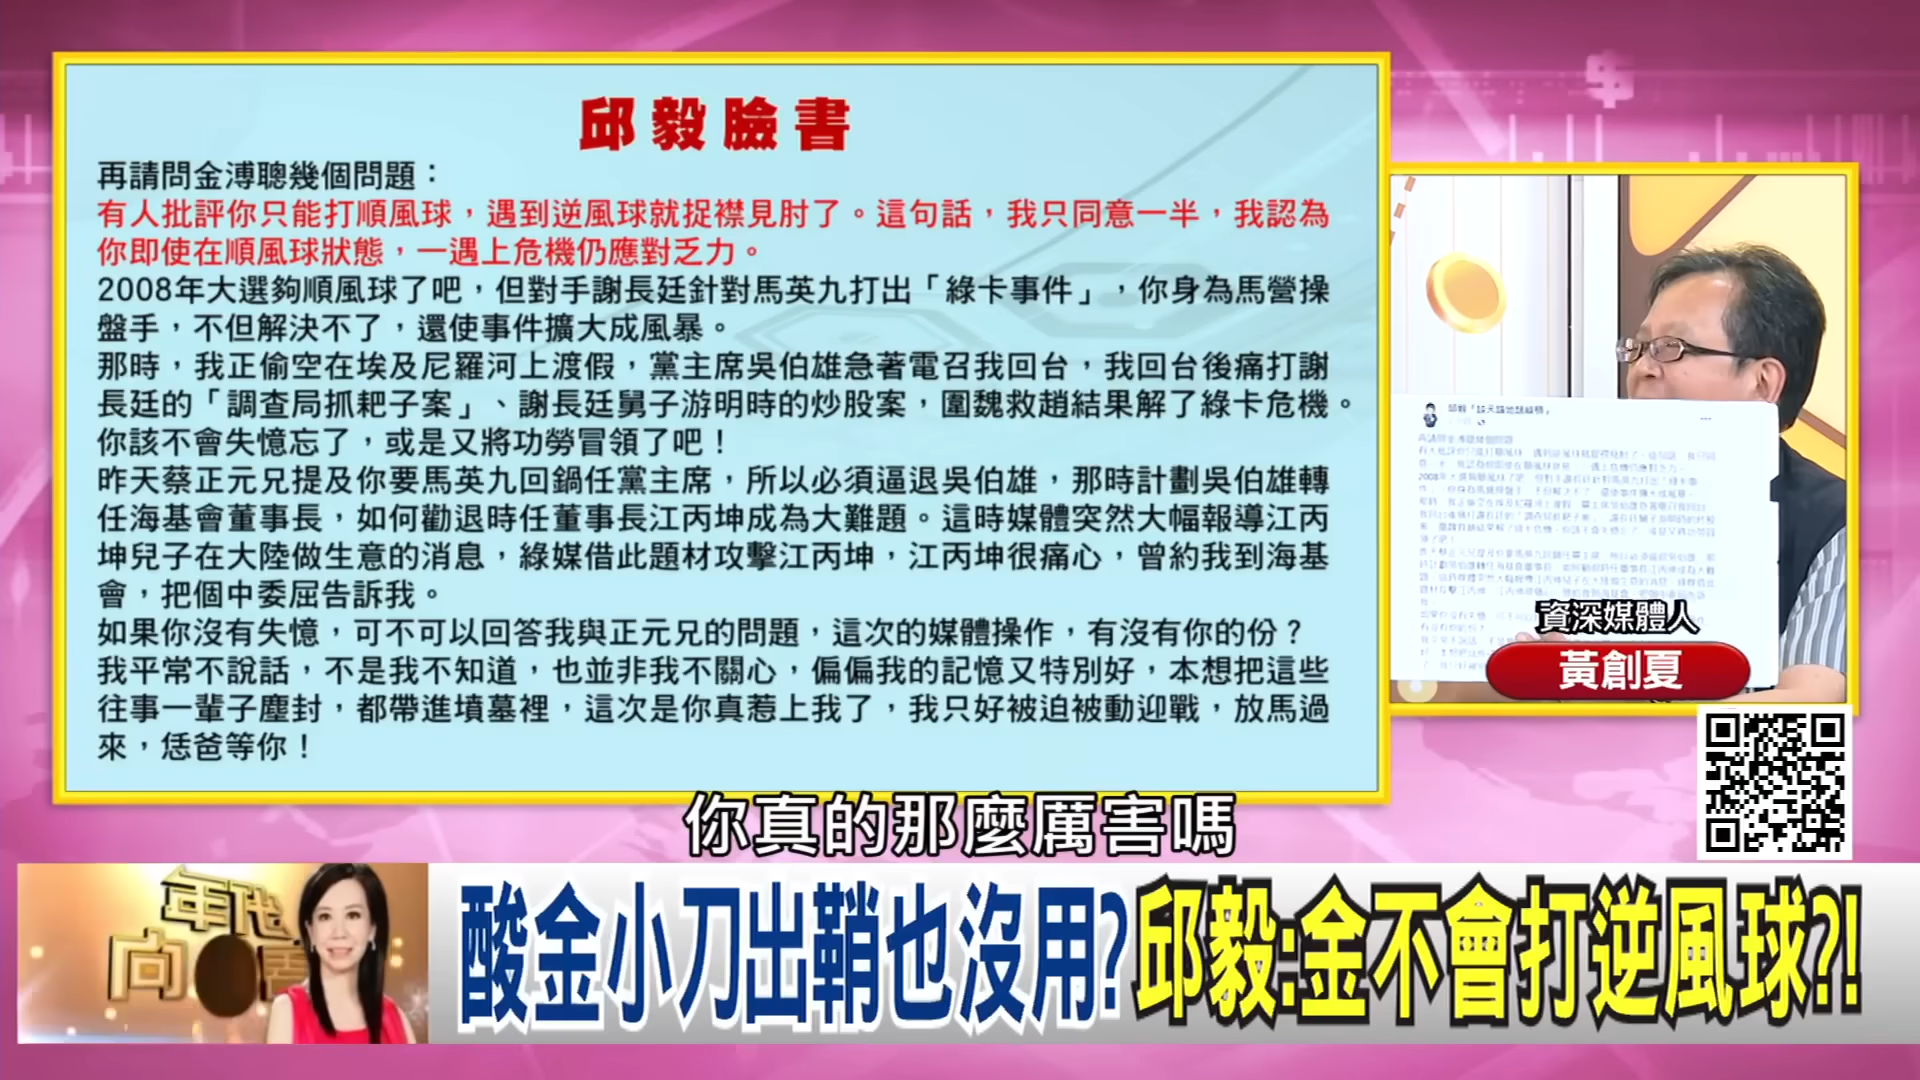 邱毅臉書
再請問金溥聰幾個問題：
有人批評你只能打順風球，遇到逆風球就捉襟見肘了。這句話，我只同意一半，我認為
你即使在順風球狀態，一遇上危機仍應對乏力。
2008年大選夠順風球了吧，但對手謝長廷針對馬英九打出「綠卡事件」，你身為馬營操
盤手，不但解決不了，還使事件擴大成風暴。
那時，我正偷空在埃及尼羅河上渡假，黨主席吳伯雄急著電召我回台，我回台後痛打謝
長廷的「調查局抓耙子案」、謝長廷舅子游明時的炒股案，圍魏救趙結果解了綠卡危機。
你該不會失憶忘了，或是又將功勞冒領了吧！
昨天蔡正元兄提及你要馬英九回鍋任黨主席，所以必須逼退吳伯雄，那時計劃吳伯雄轉
任海基會董事長，如何勸退時任董事長江丙坤成為大難題。這時媒體突然大幅報導江丙
坤兒子在大陸做生意的消息，綠媒借此題材攻擊江丙坤，江丙坤很痛心，曾約我到海基
會，把個中委屈告訴我。
如果你沒有失憶，可不可以回答我與正元兄的問題，這次的媒體操作，有沒有你的份？
我平常不說話，不是我不知道，也並非我不關心，偏偏我的記憶又特別好，本想把這些
往事一輩子塵封，都帶進墳墓裡，這次是你真惹上我了，我只好被迫被動迎戰，放馬過
來，恁爸等你！
邱毅「談天論地話縱橫」
再請問金溥聰幾個問題
資深媒體人
黃創夏
你真的那麼厲害嗎
年代
向
酸金小刀出鞘也沒用?邱毅:金不會打逆風球?!